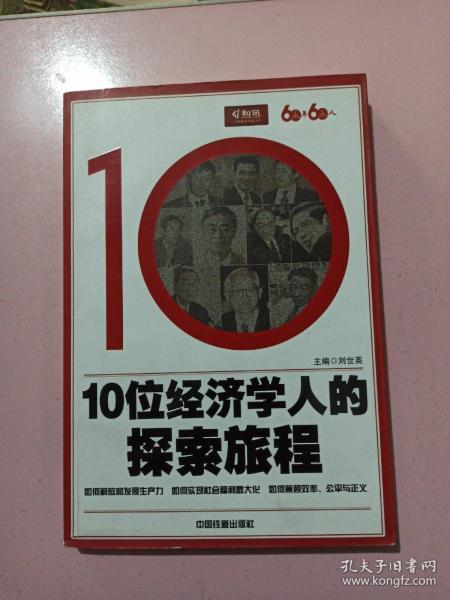 和讯
60年60人
10
主编◎刘世英
10位经济学人的
探索旅程
如何解放和发展生产力 如何实现社会福利最大化 如何兼顾效率、公平与正义
中国铁道出版社
孔夫子旧书网
www.kongfz.com